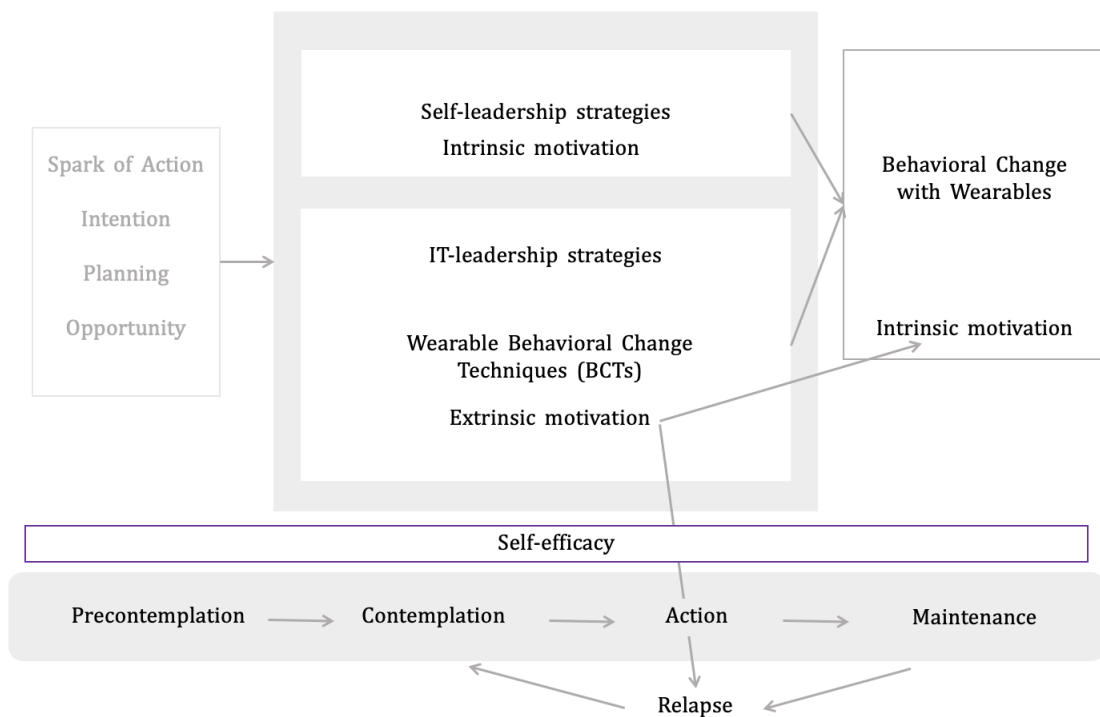 Spark of Action
Intention
Planning
Opportunity
Self-leadership strategies
Intrinsic motivation
IT-leadership strategies
Wearable Behavioral Change
Techniques (BCTs)
Extrinsic motivation
Behavioral Change
with Wearables
Intrinsic motivation
Self-efficacy
Precontemplation
Contemplation
Action
Maintenance
Relapse